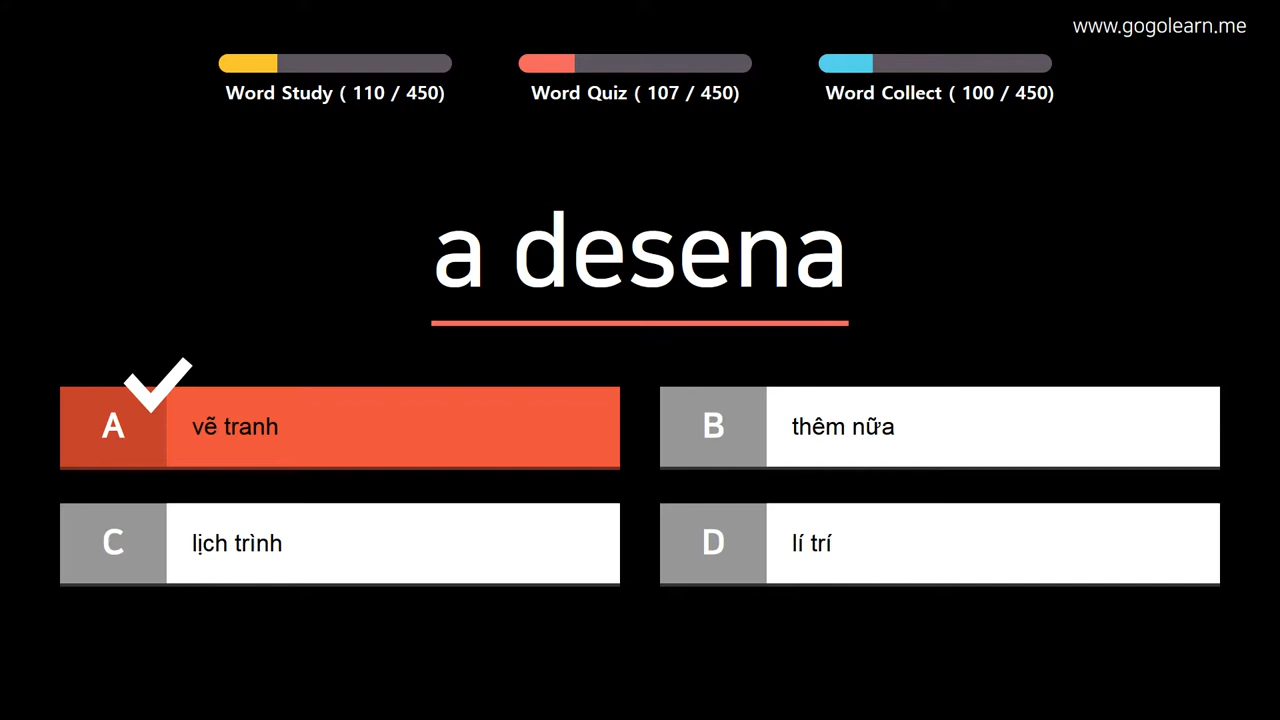 www.gogolearn.me
Word Study ( 110 / 450)
Word Quiz ( 107 / 450)
Word Collect ( 100 / 450)
a desena
A vẽ tranh
B thêm nữa
C lịch trình
D lí trí